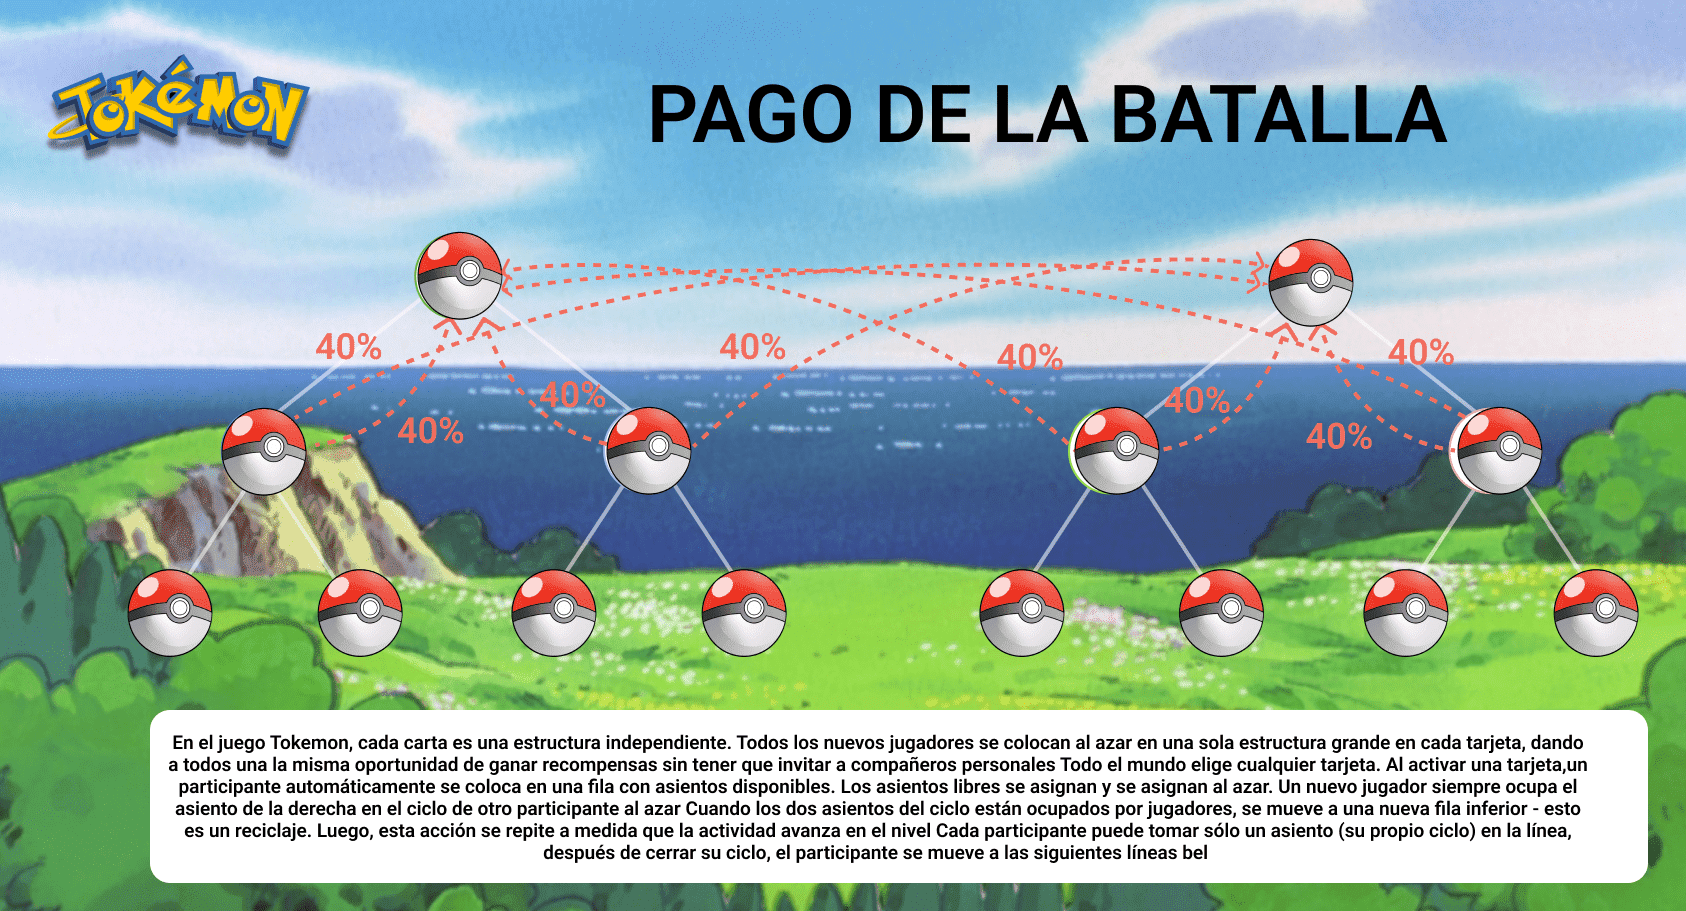 TOKéMON
PAGO DE LA BATALLA
40%
40%
40%
40%
40%
40%
40%
40%
En el juego Tokemon, cada carta es una estructura independiente. Todos los nuevos jugadores se colocan al azar en una sola estructura grande en cada tarjeta, dando
a todos una la misma oportunidad de ganar recompensas sin tener que invitar a compañeros personales Todo el mundo elige cualquier tarjeta. Al activar una tarjeta,un
participante automáticamente se coloca en una fila con asientos disponibles. Los asientos libres se asignan y se asignan al azar. Un nuevo jugador siempre ocupa el
asiento de la derecha en el ciclo de otro participante al azar Cuando los dos asientos del ciclo están ocupados por jugadores, se mueve a una nueva fila inferior - esto
es un reciclaje. Luego, esta acción se repite a medida que la actividad avanza en el nivel Cada participante puede tomar sólo un asiento (su propio ciclo) en la línea,
después de cerrar su ciclo, el participante se mueve a las siguientes líneas bel